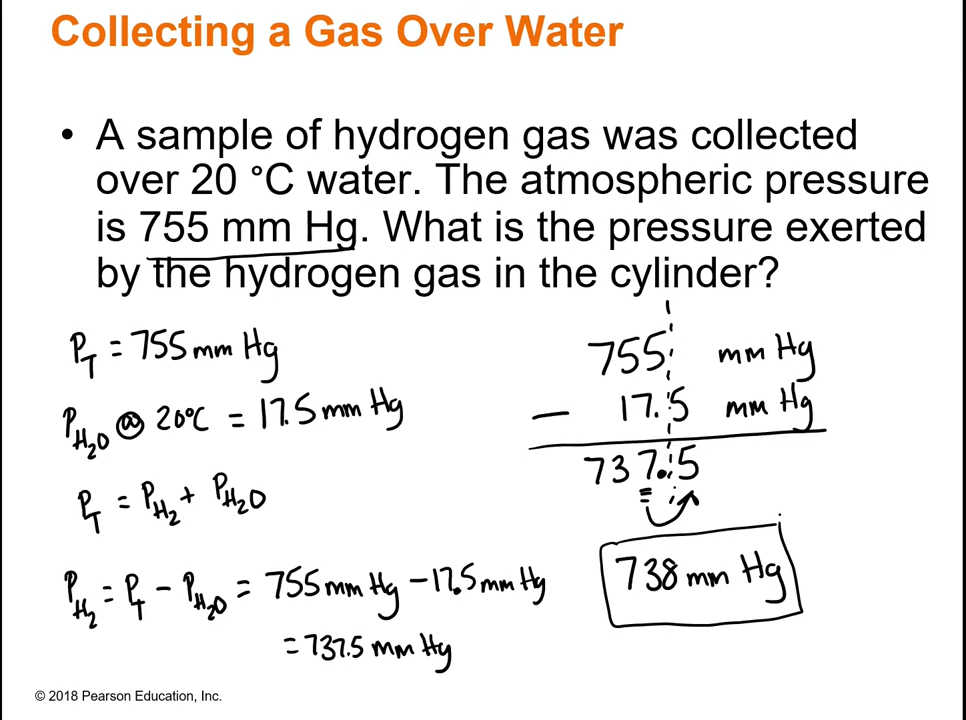 Collecting a Gas Over Water
• A sample of hydrogen gas was collected
over 20 °C water. The atmospheric pressure
is 755 mm Hg. What is the pressure exerted
by the hydrogen gas in the cylinder?
P_T = 755 mm Hg
P_H₂O @ 20°C = 17.5 mm Hg
P_T = P_H₂ + P_H₂O
P_H₂ = P_T − P_H₂O = 755 mm Hg − 17.5 mm Hg
= 737.5 mm Hg
755 mm Hg
− 17.5 mm Hg
737.5
738 mm Hg
© 2018 Pearson Education, Inc.